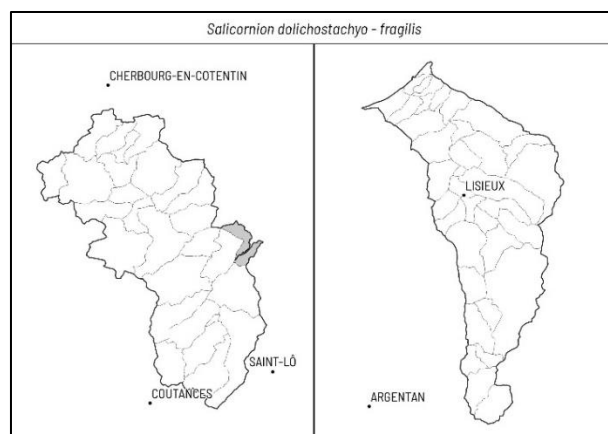 Salicornion dolichostachyo - fragilis
CHERBOURG-EN-COTENTIN
LISIEUX
SAINT-LÔ
COUTANCES
ARGENTAN